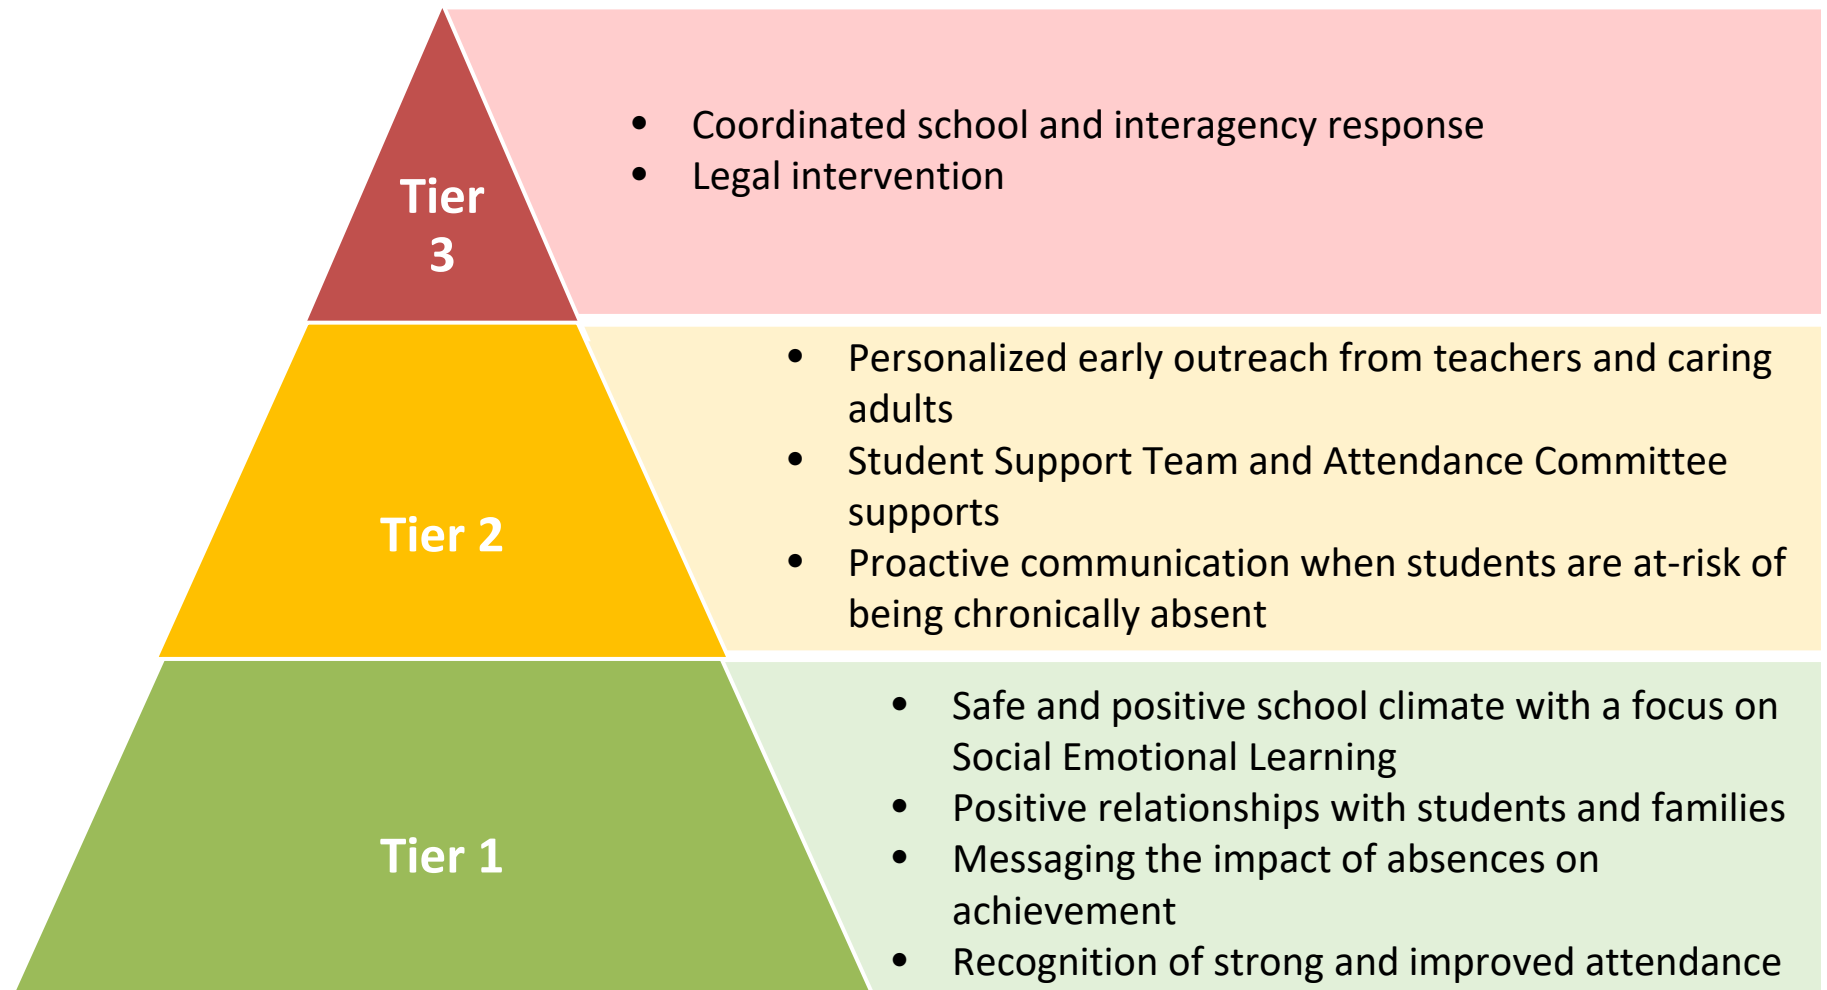 Tier
3
• Coordinated school and interagency response
• Legal intervention
Tier 2
• Personalized early outreach from teachers and caring
adults
• Student Support Team and Attendance Committee
supports
• Proactive communication when students are at-risk of
being chronically absent
Tier 1
• Safe and positive school climate with a focus on
Social Emotional Learning
• Positive relationships with students and families
• Messaging the impact of absences on
achievement
• Recognition of strong and improved attendance